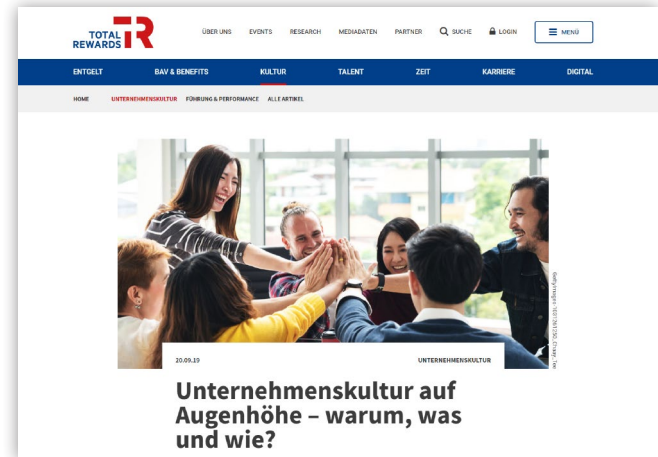 TOTAL
REWARDS
ÜBER UNS EVENTS RESEARCH MEDIADATEN PARTNER SUCHE LOGIN MENÜ
ENTGELT BAV & BENEFITS KULTUR TALENT ZEIT KARRIERE DIGITAL
HOME UNTERNEHMENSKULTUR FÜHRUNG & PERFORMANCE ALLE ARTIKEL
20.09.19 UNTERNEHMENSKULTUR
Unternehmenskultur auf
Augenhöhe – warum, was
und wie?